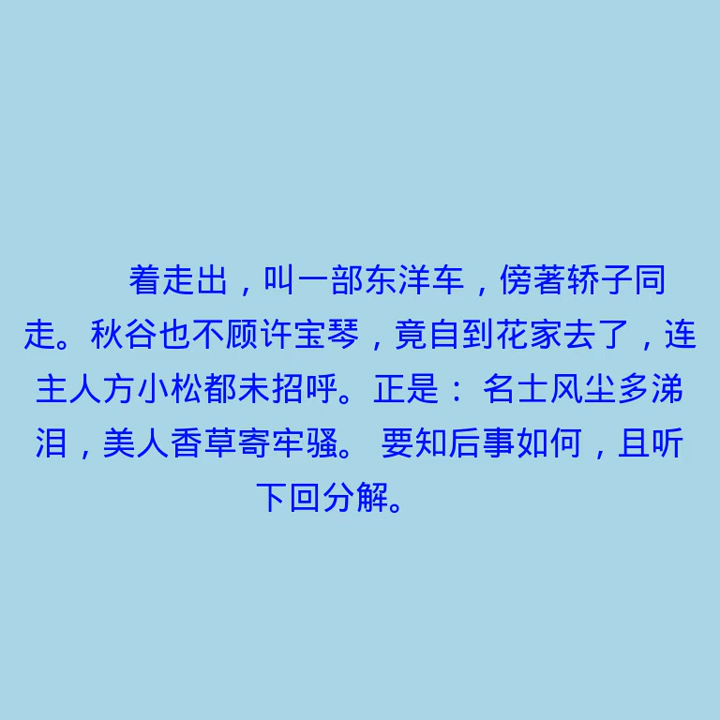 着走出，叫一部东洋车，傍著轿子同
走。秋谷也不顾许宝琴，竟自到花家去了，连
主人方小松都未招呼。正是： 名士风尘多涕
泪，美人香草寄牢骚。 要知后事如何，且听
下回分解。